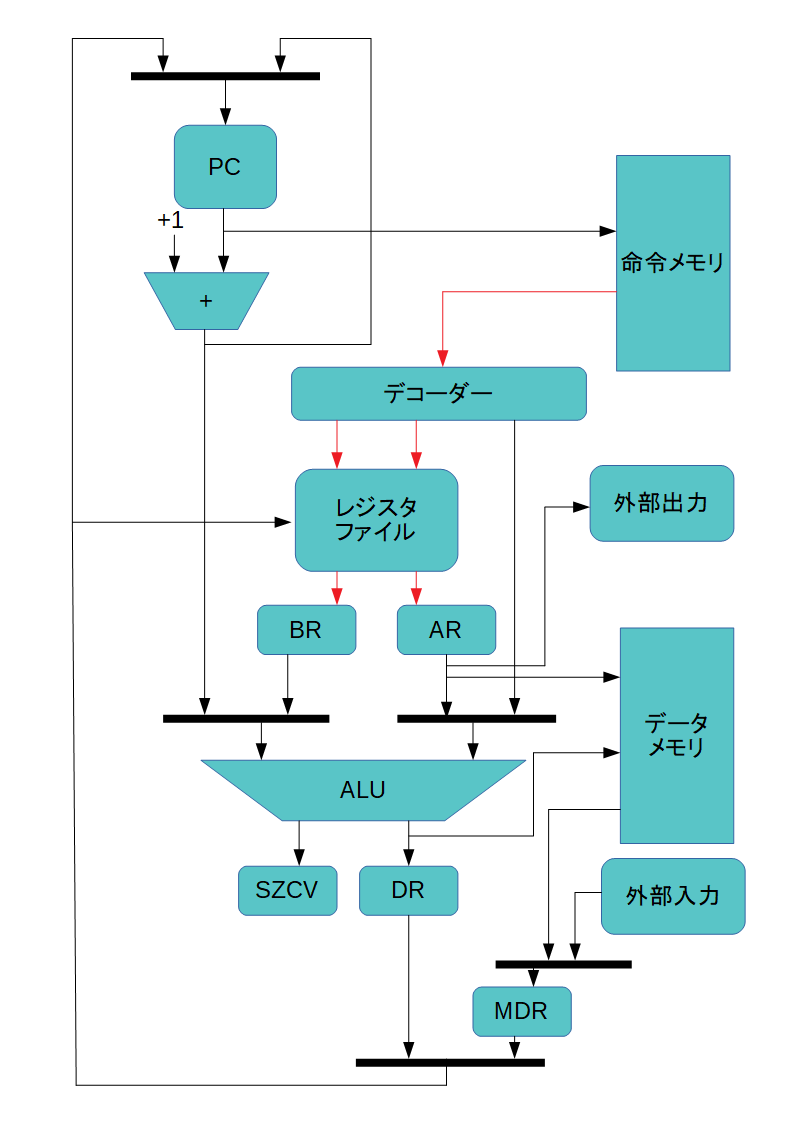 PC
+1
+
命令メモリ
デコーダー
レジスタ
ファイル
外部出力
BR
AR
データ
メモリ
ALU
SZCV
DR
外部入力
MDR